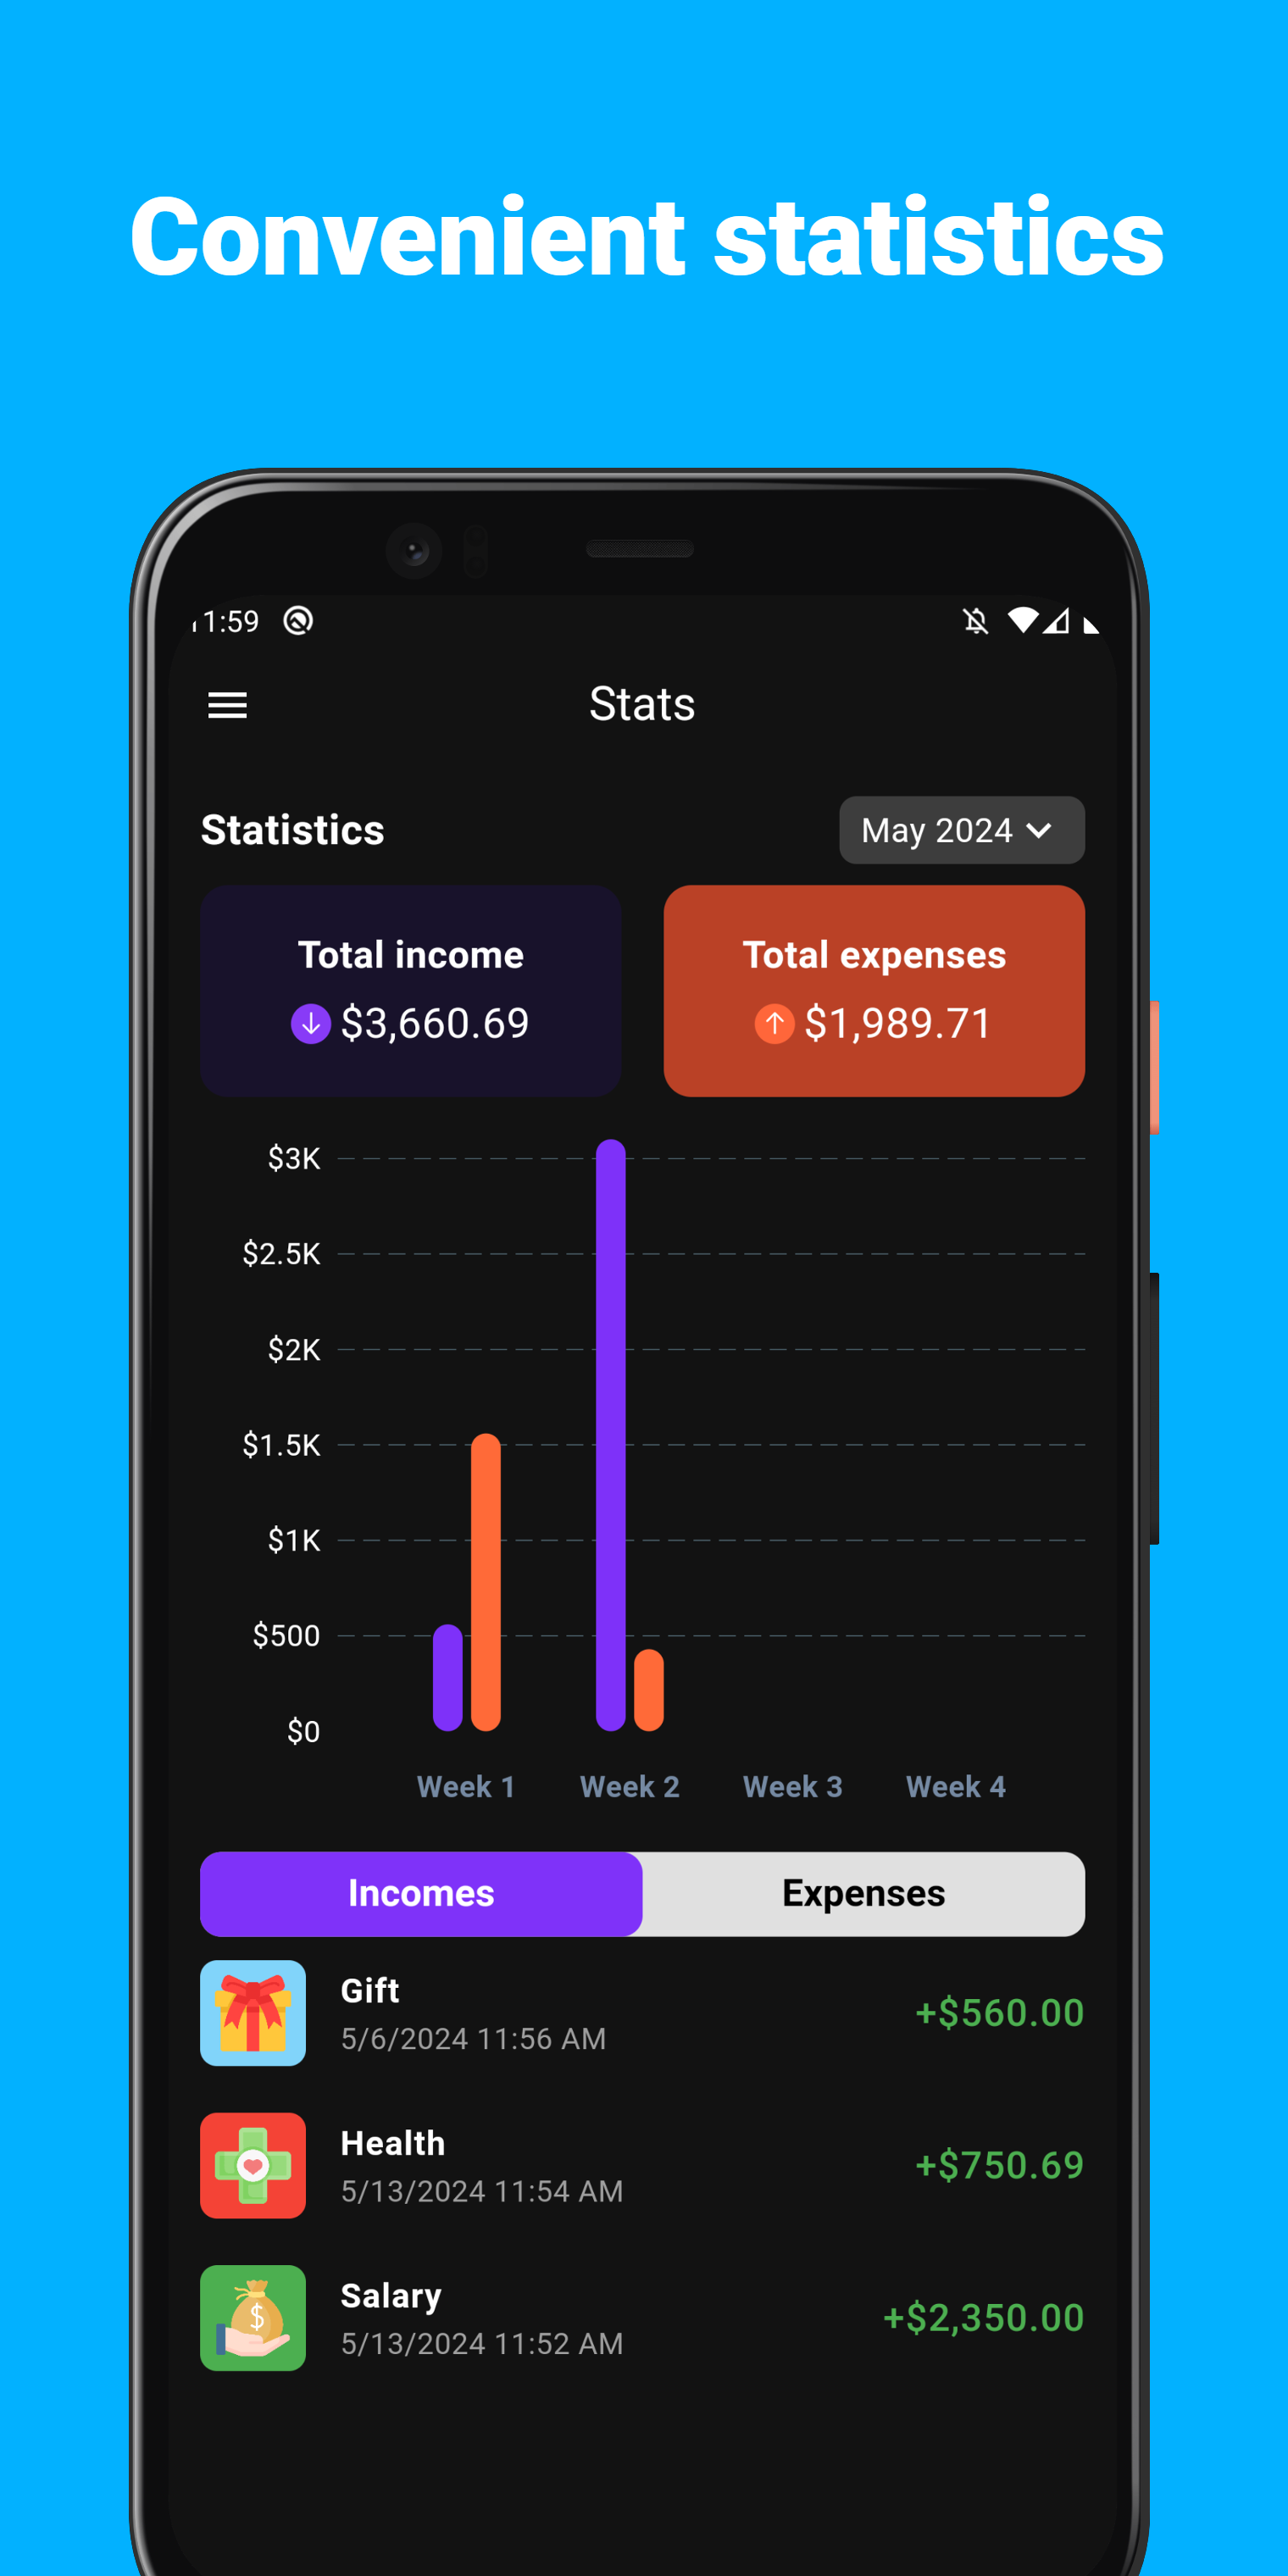 Convenient statistics
11:59
Stats
Statistics
May 2024
Total income
$3,660.69
Total expenses
$1,989.71
$3K
$2.5K
$2K
$1.5K
$1K
$500
$0
Week 1 Week 2 Week 3 Week 4
Incomes Expenses
Gift
5/6/2024 11:56 AM
+$560.00
Health
5/13/2024 11:54 AM
+$750.69
Salary
5/13/2024 11:52 AM
+$2,350.00